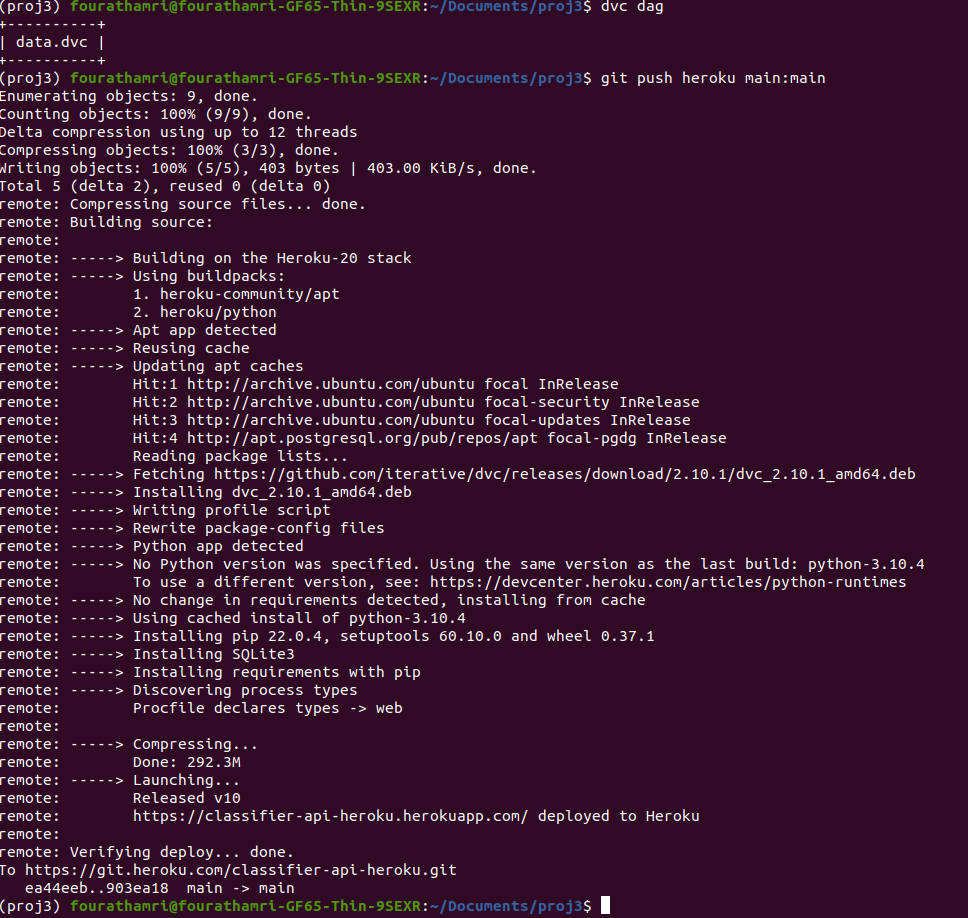 (proj3) fourathamri@fourathamri-GF65-Thin-9SEXR:~/Documents/proj3$ dvc dag
+----------+
| data.dvc |
+----------+
(proj3) fourathamri@fourathamri-GF65-Thin-9SEXR:~/Documents/proj3$ git push heroku main:main
Enumerating objects: 9, done.
Counting objects: 100% (9/9), done.
Delta compression using up to 12 threads
Compressing objects: 100% (3/3), done.
Writing objects: 100% (5/5), 403 bytes | 403.00 KiB/s, done.
Total 5 (delta 2), reused 0 (delta 0)
remote: Compressing source files... done.
remote: Building source:
remote:
remote: -----> Building on the Heroku-20 stack
remote: -----> Using buildpacks:
remote:        1. heroku-community/apt
remote:        2. heroku/python
remote: -----> Apt app detected
remote: -----> Reusing cache
remote: -----> Updating apt caches
remote:        Hit:1 http://archive.ubuntu.com/ubuntu focal InRelease
remote:        Hit:2 http://archive.ubuntu.com/ubuntu focal-security InRelease
remote:        Hit:3 http://archive.ubuntu.com/ubuntu focal-updates InRelease
remote:        Hit:4 http://apt.postgresql.org/pub/repos/apt focal-pgdg InRelease
remote:        Reading package lists...
remote: -----> Fetching https://github.com/iterative/dvc/releases/download/2.10.1/dvc_2.10.1_amd64.deb
remote: -----> Installing dvc_2.10.1_amd64.deb
remote: -----> Writing profile script
remote: -----> Rewrite package-config files
remote: -----> Python app detected
remote: -----> No Python version was specified. Using the same version as the last build: python-3.10.4
remote:        To use a different version, see: https://devcenter.heroku.com/articles/python-runtimes
remote: -----> No change in requirements detected, installing from cache
remote: -----> Using cached install of python-3.10.4
remote: -----> Installing pip 22.0.4, setuptools 60.10.0 and wheel 0.37.1
remote: -----> Installing SQLite3
remote: -----> Installing requirements with pip
remote: -----> Discovering process types
remote:        Procfile declares types -> web
remote:
remote: -----> Compressing...
remote:        Done: 292.3M
remote: -----> Launching...
remote:        Released v10
remote:        https://classifier-api-heroku.herokuapp.com/ deployed to Heroku
remote:
remote: Verifying deploy... done.
To https://git.heroku.com/classifier-api-heroku.git
   ea44eeb..903ea18  main -> main
(proj3) fourathamri@fourathamri-GF65-Thin-9SEXR:~/Documents/proj3$